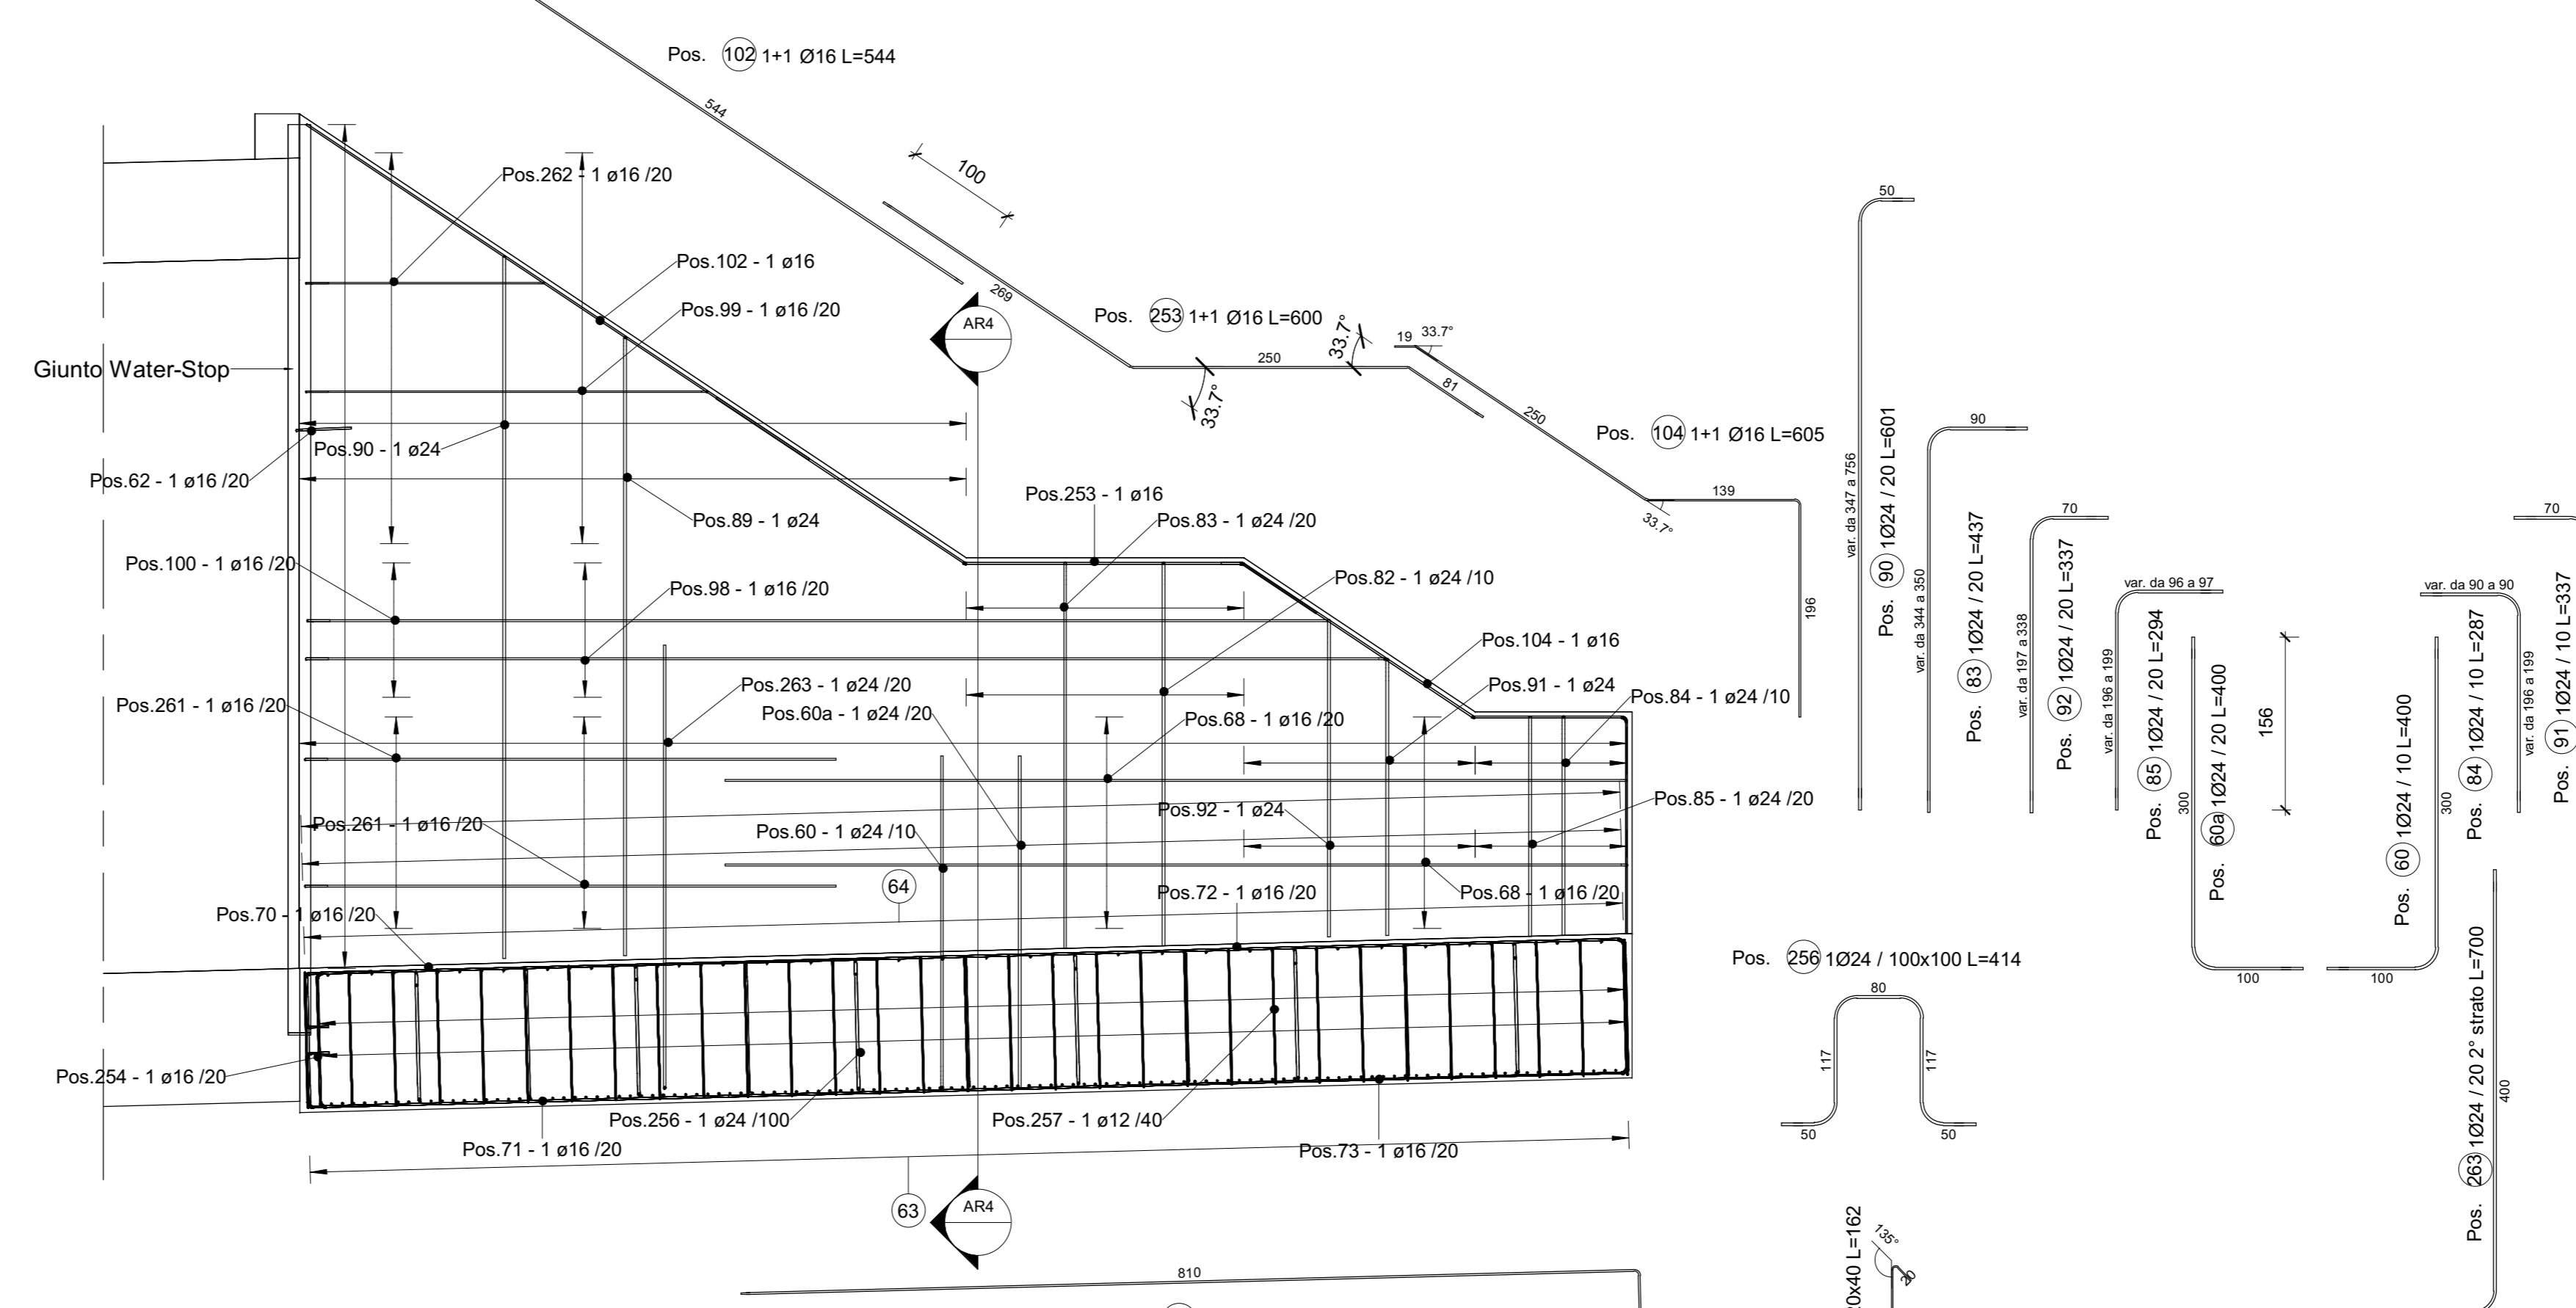 Pos. 102 1+1 Ø16 L=544
544
100
Pos.262 - 1 ø16 /20
50
Pos.102 - 1 ø16
269
Pos. 253 1+1 Ø16 L=600
33.7°
19 33.7°
Pos.99 - 1 ø16 /20
AR4
250
33.7°
81
250
Giunto Water-Stop
Pos. 104 1+1 Ø16 L=605
90
Pos.90 - 1 ø24
Pos.62 - 1 ø16 /20
Pos.253 - 1 ø16
139
33.7°
var. da 347 a 756
Pos. 90 1Ø24 / 20 L=601
Pos.89 - 1 ø24
Pos.83 - 1 ø24 /20
70
70
Pos.100 - 1 ø16 /20
Pos.98 - 1 ø16 /20
Pos.82 - 1 ø24 /10
196
var. da 344 a 350
Pos. 83 1Ø24 / 20 L=437
var. da 197 a 338
Pos. 92 1Ø24 / 20 L=337
var. da 96 a 97
var. da 90 a 90
Pos.104 - 1 ø16
Pos.263 - 1 ø24 /20
Pos.91 - 1 ø24
Pos.84 - 1 ø24 /10
Pos.261 - 1 ø16 /20
Pos.60a - 1 ø24 /20
Pos.68 - 1 ø16 /20
var. da 196 a 199
Pos. 85 1Ø24 / 20 L=294
300
Pos. 60a 1Ø24 / 20 L=400
156
Pos. 60 1Ø24 / 10 L=400
300
Pos. 84 1Ø24 / 10 L=287
var. da 196 a 199
Pos. 91 1Ø24 / 10 L=337
Pos.261 - 1 ø16 /20
Pos.60 - 1 ø24 /10
Pos.92 - 1 ø24
Pos.85 - 1 ø24 /20
64
Pos.72 - 1 ø16 /20
Pos.68 - 1 ø16 /20
Pos.70 - 1 ø16 /20
Pos. 256 1Ø24 / 100x100 L=414
100
100
80
117
117
50
50
Pos. 263 1Ø24 / 20 2° strato L=700
400
Pos.254 - 1 ø16 /20
Pos.256 - 1 ø24 /100
Pos.257 - 1 ø12 /40
Pos.71 - 1 ø16 /20
Pos.73 - 1 ø16 /20
63
AR4
810
0x40 L=162
135°
20